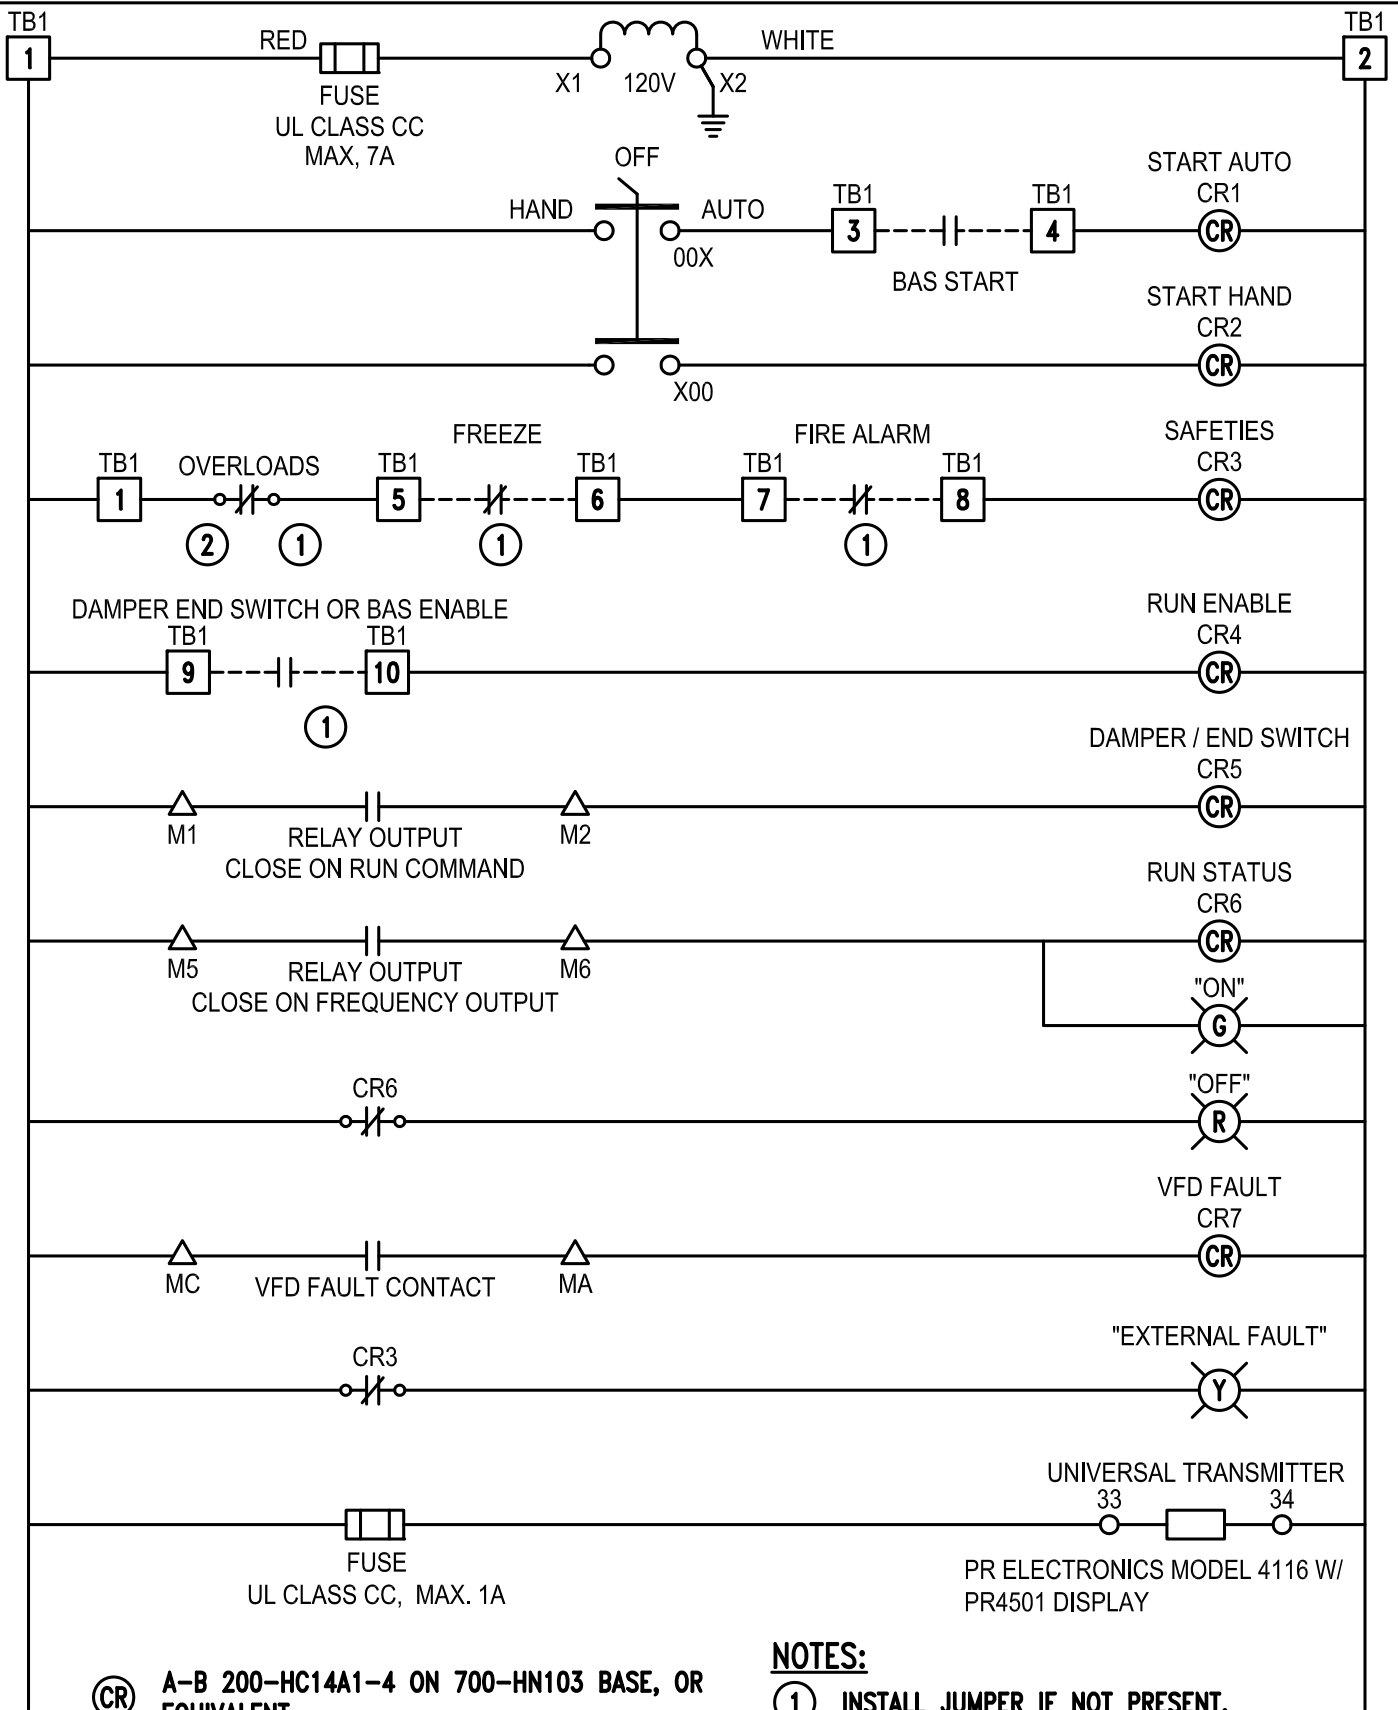 TB1 TB1
1 RED WHITE 2
X1 120V X2
FUSE
UL CLASS CC
MAX, 7A
OFF
START AUTO
HAND AUTO TB1 TB1 CR1
3 4 CR
00X
BAS START
START HAND
CR2
CR
X00
FREEZE FIRE ALARM SAFETIES
TB1 OVERLOADS TB1 TB1 TB1 TB1 CR3
1 5 6 7 8 CR
2 1 1 1
DAMPER END SWITCH OR BAS ENABLE RUN ENABLE
TB1 TB1 CR4
9 10 CR
1
DAMPER / END SWITCH
CR5
CR
M1 RELAY OUTPUT M2
CLOSE ON RUN COMMAND
RUN STATUS
CR6
CR
M5 RELAY OUTPUT M6
CLOSE ON FREQUENCY OUTPUT "ON"
G
CR6 "OFF"
R
VFD FAULT
CR7
CR
MC VFD FAULT CONTACT MA
"EXTERNAL FAULT"
CR3
Y
UNIVERSAL TRANSMITTER
33 34
FUSE
UL CLASS CC, MAX. 1A
PR ELECTRONICS MODEL 4116 W/
PR4501 DISPLAY
NOTES:
CR A-B 200-HC14A1-4 ON 700-HN103 BASE, OR
EQUIVALENT
1 INSTALL JUMPER IF NOT PRESENT.